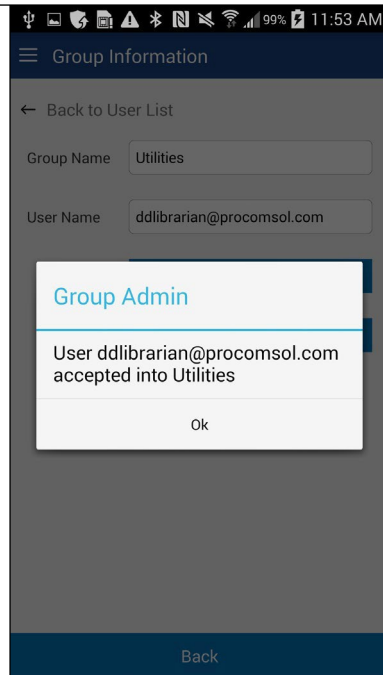 99% 11:53 AM
Group Information
← Back to User List
Group Name Utilities
User Name ddlibrarian@procomsol.com
Group Admin
User ddlibrarian@procomsol.com
accepted into Utilities
Ok
Back